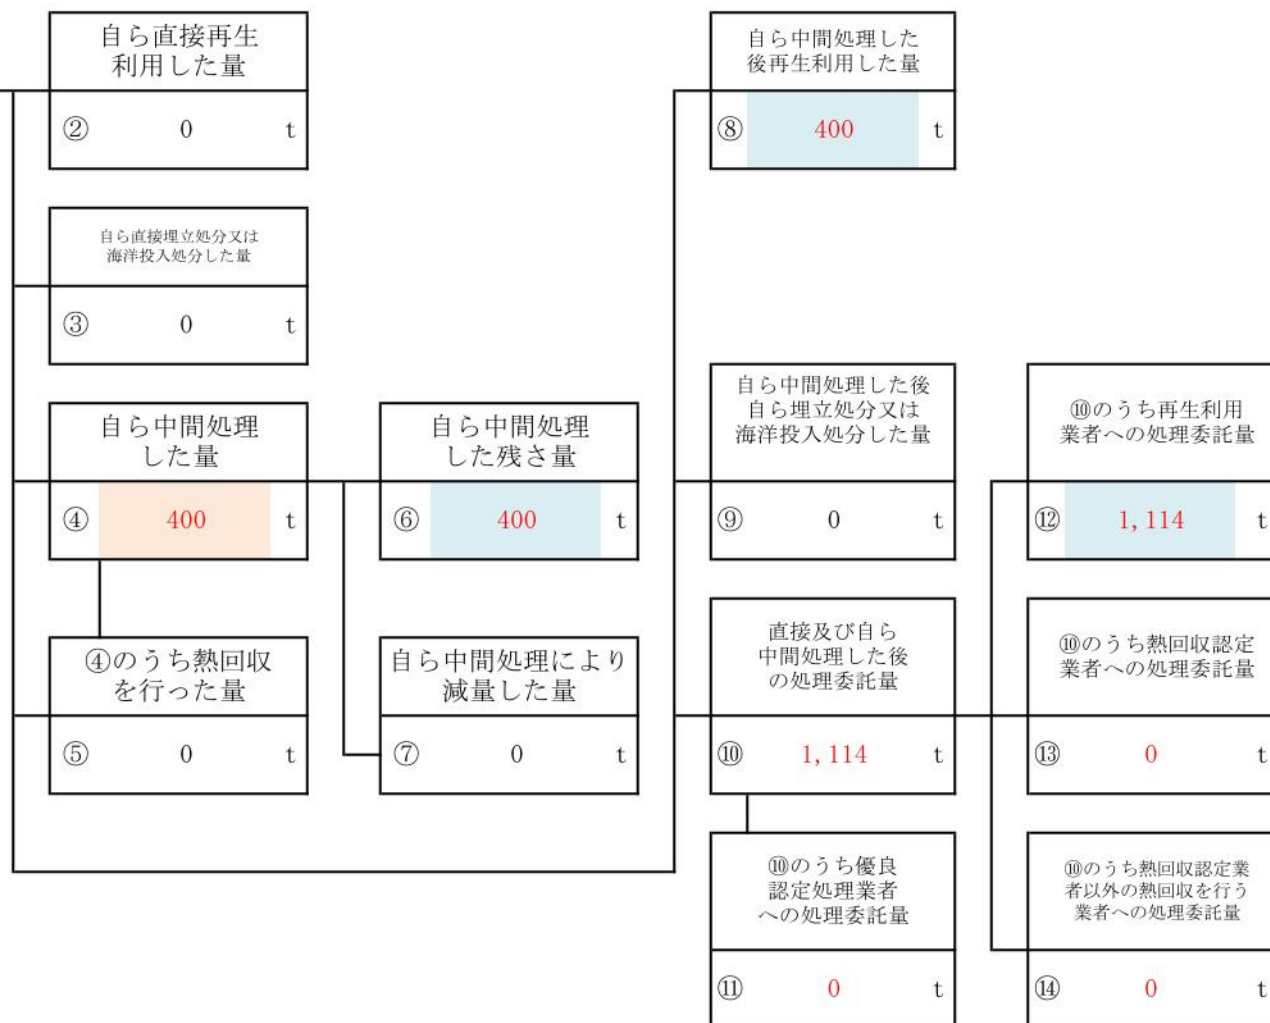 自ら直接再生
利用した量
② 0 t
自ら直接埋立処分又は
海洋投入処分した量
③ 0 t
自ら中間処理
した量
④ 400 t
④のうち熱回収
を行った量
⑤ 0 t
自ら中間処理
した残さ量
⑥ 400 t
自ら中間処理により
減量した量
⑦ 0 t
自ら中間処理した
後再生利用した量
⑧ 400 t
自ら中間処理した後
自ら埋立処分又は
海洋投入処分した量
⑨ 0 t
直接及び自ら
中間処理した後
の処理委託量
⑩ 1,114 t
⑩のうち優良
認定処理業者
への処理委託量
⑪ 0 t
⑩のうち再生利用
業者への処理委託量
⑫ 1,114 t
⑩のうち熱回収認定
業者への処理委託量
⑬ 0 t
⑩のうち熱回収認定業
者以外の熱回収を行う
業者への処理委託量
⑭ 0 t